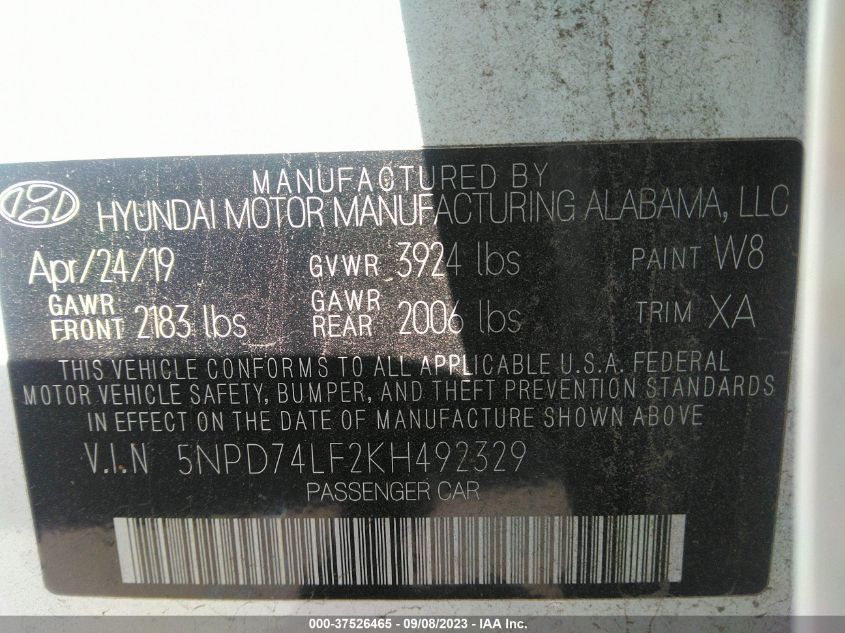 MANUFACTURED BY
HYUNDAI MOTOR MANUFACTURING ALABAMA, LLC
Apr/24/19 GVWR 3924 lbs PAINT W8
GAWR FRONT 2183 lbs GAWR REAR 2006 lbs TRIM XA
THIS VEHICLE CONFORMS TO ALL APPLICABLE U.S.A. FEDERAL
MOTOR VEHICLE SAFETY, BUMPER, AND THEFT PREVENTION STANDARDS
IN EFFECT ON THE DATE OF MANUFACTURE SHOWN ABOVE
V.I.N 5NPD74LF2KH492329
PASSENGER CAR
000-37526465 - 09/08/2023 - © IAA Inc.